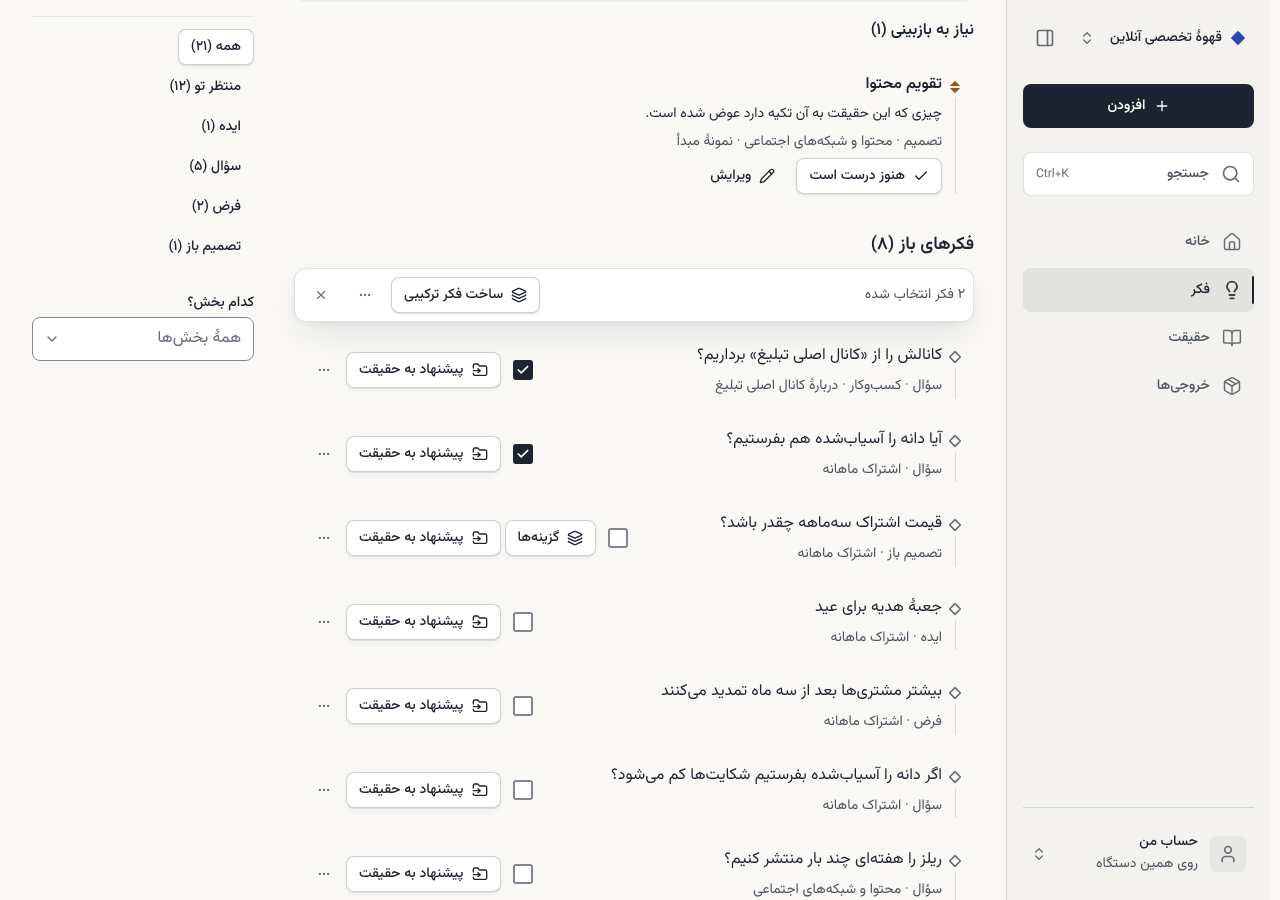 قهوهٔ تخصصی آنلاین
افزودن
جستجو
Ctrl+K
خانه
فکر
حقیقت
خروجی‌ها
حساب من
روی همین دستگاه
نیاز به بازبینی (۱)
تقویم محتوا
چیزی که این حقیقت به آن تکیه دارد عوض شده است.
تصمیم · محتوا و شبکه‌های اجتماعی · نمونهٔ مبدأ
هنوز درست است
ویرایش
فکرهای باز (۸)
۲ فکر انتخاب شده
ساخت فکر ترکیبی
کانالش را از «کانال اصلی تبلیغ» برداریم؟
سؤال · کسب‌وکار · دربارهٔ کانال اصلی تبلیغ
پیشنهاد به حقیقت
آیا دانه را آسیاب‌شده هم بفرستیم؟
سؤال · اشتراک ماهانه
پیشنهاد به حقیقت
قیمت اشتراک سه‌ماهه چقدر باشد؟
تصمیم باز · اشتراک ماهانه
گزینه‌ها
پیشنهاد به حقیقت
جعبهٔ هدیه برای عید
ایده · اشتراک ماهانه
پیشنهاد به حقیقت
بیشتر مشتری‌ها بعد از سه ماه تمدید می‌کنند
فرض · اشتراک ماهانه
پیشنهاد به حقیقت
اگر دانه را آسیاب‌شده بفرستیم شکایت‌ها کم می‌شود؟
سؤال · اشتراک ماهانه
پیشنهاد به حقیقت
ریلز را هفته‌ای چند بار منتشر کنیم؟
سؤال · محتوا و شبکه‌های اجتماعی
پیشنهاد به حقیقت
همه (۲۱)
منتظر تو (۱۲)
ایده (۱)
سؤال (۵)
فرض (۲)
تصمیم باز (۱)
کدام بخش؟
همهٔ بخش‌ها